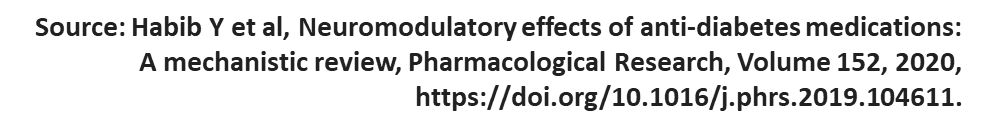 Source: Habib Y et al, Neuromodulatory effects of anti-diabetes medications:
A mechanistic review, Pharmacological Research, Volume 152, 2020,
https://doi.org/10.1016/j.phrs.2019.104611.